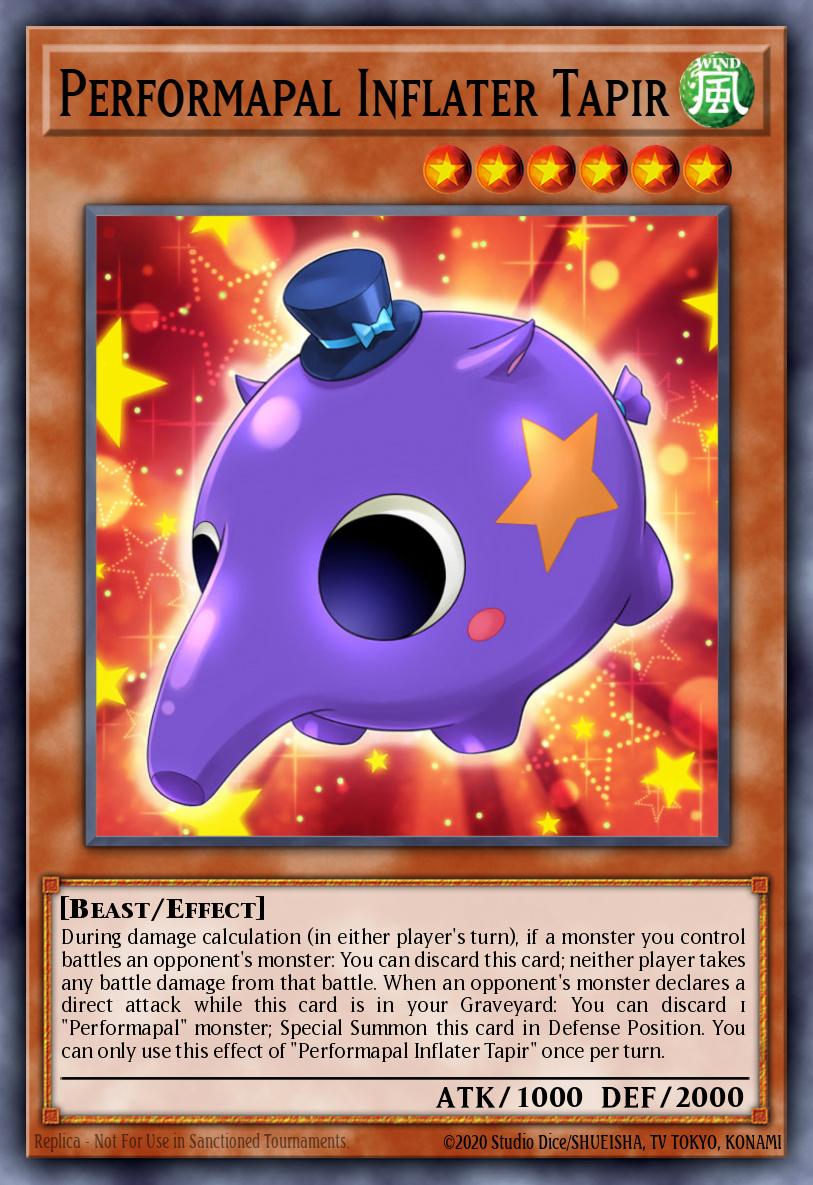 Performapal Inflater Tapir
WIND
風
[Beast/Effect]
During damage calculation (in either player's turn), if a monster you control
battles an opponent's monster: You can discard this card; neither player takes
any battle damage from that battle. When an opponent's monster declares a
direct attack while this card is in your Graveyard: You can discard 1
"Performapal" monster; Special Summon this card in Defense Position. You
can only use this effect of "Performapal Inflater Tapir" once per turn.
ATK/1000 DEF/2000
Replica - Not For Use in Sanctioned Tournaments.
©2020 Studio Dice/SHUEISHA, TV TOKYO, KONAMI